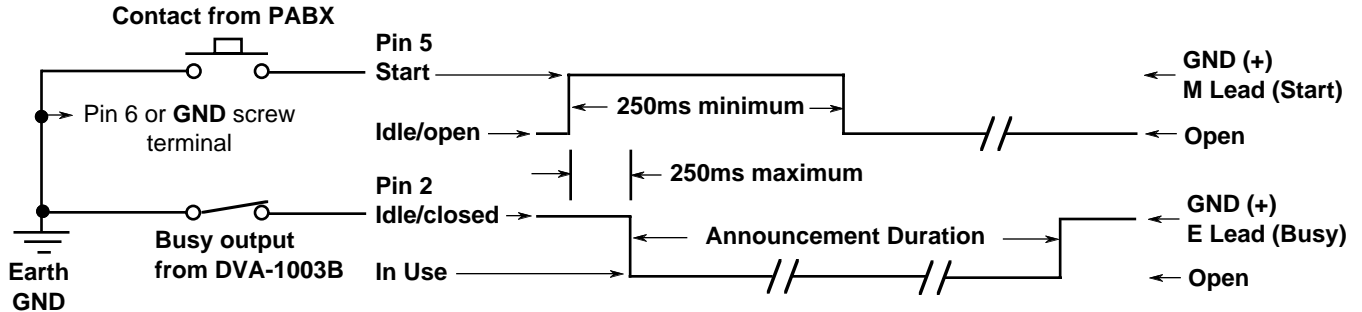 Contact from PABX
Pin 5
Start
GND (+)
M Lead (Start)
250ms minimum
Pin 6 or GND screw
terminal
Idle/open
Open
250ms maximum
Pin 2
Idle/closed
GND (+)
E Lead (Busy)
Announcement Duration
Busy output
from DVA-1003B
In Use
Open
Earth
GND